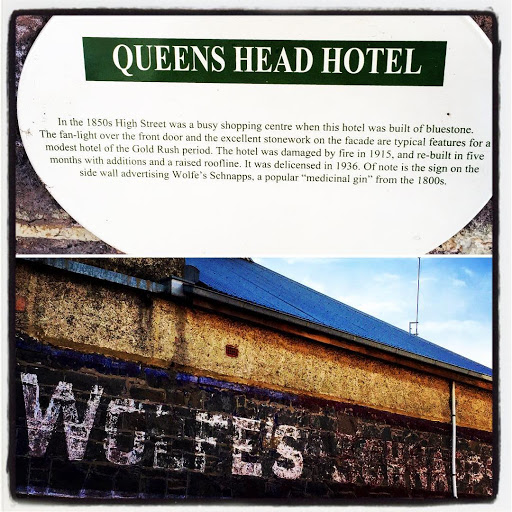 QUEENS HEAD HOTEL
In the 1850s High Street was a busy shopping centre when this hotel was built of bluestone.
The fan-light over the front door and the excellent stonework on the facade are typical features for a
modest hotel of the Gold Rush period. The hotel was damaged by fire in 1915, and re-built in five
months with additions and a raised roofline. It was delicensed in 1936. Of note is the sign on the
side wall advertising Wolfe's Schnapps, a popular "medicinal gin" from the 1800s.
WOLFES SCHNAPPS